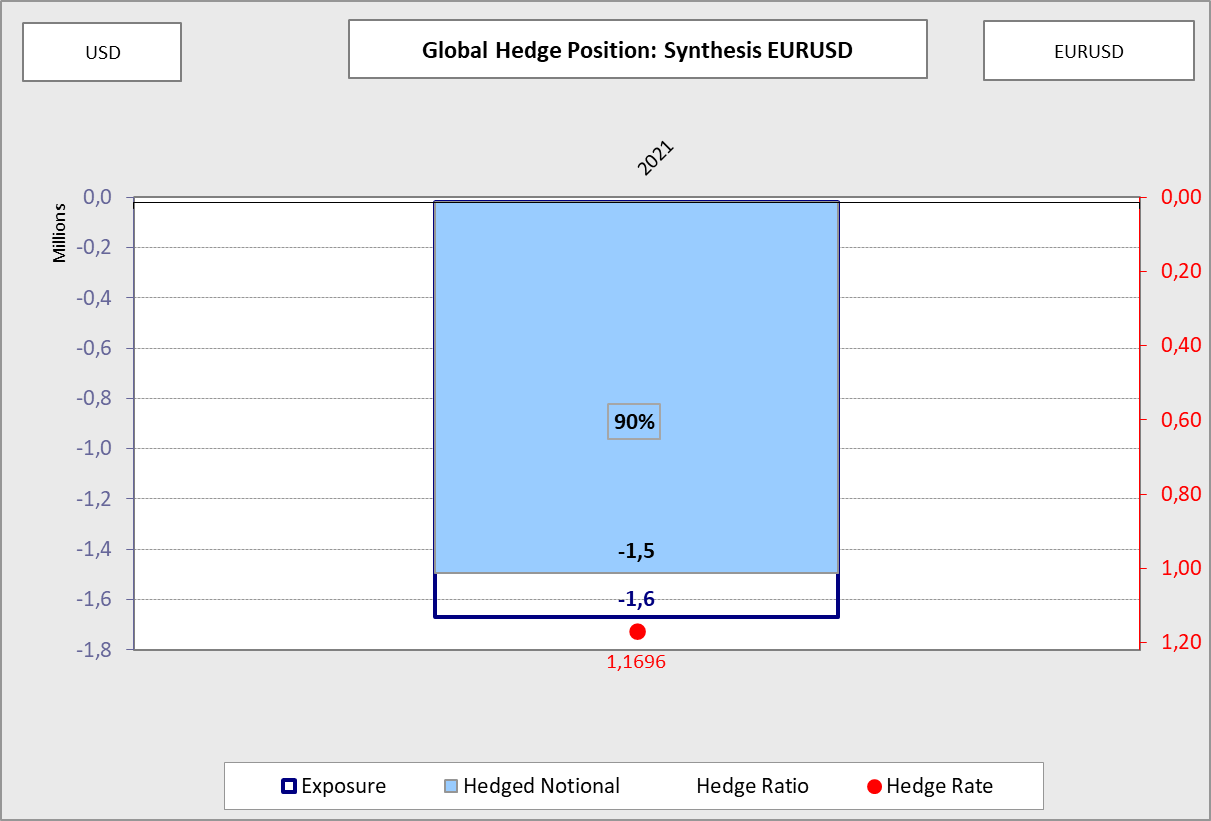 USD
Global Hedge Position: Synthesis EURUSD
EURUSD
2021
Millions
0,0
-0,2
-0,4
-0,6
-0,8
-1,0
-1,2
-1,4
-1,6
-1,8
0,00
0,20
0,40
0,60
0,80
1,00
1,20
90%
-1,5
-1,6
1,1696
Exposure
Hedged Notional
Hedge Ratio
Hedge Rate